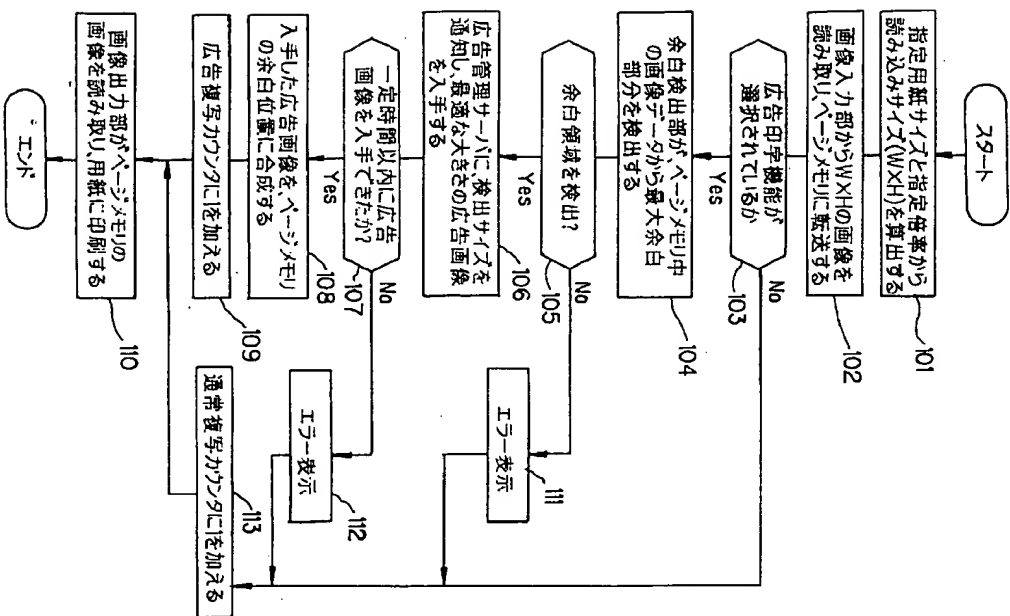 スタート
指定用紙サイズと指定倍率から
読み込みサイズ(W×H)を算出する
101
画像入力部からW×Hの画像を
読み取り、ページメモリに転送する
102
広告印字機能が
選択されているか
103
No
Yes
余白検出部が、ページメモリ中
の画像データから最大余白
部分を検出する
104
余白領域を検出?
105
No
Yes
エラー表示
111
広告管理サーバに、検出サイズを
通知し、最適な大きさの広告画像
を入手する
106
一定時間以内に広告
画像を入手できたか?
107
No
Yes
エラー表示
112
入手した広告画像を、ページメモリ
の余白位置に合成する
108
広告複写カウンタに1を加える
109
通常複写カウンタに1を加える
113
画像出力部がページメモリの
画像を読み取り、用紙に印刷する
110
エンド